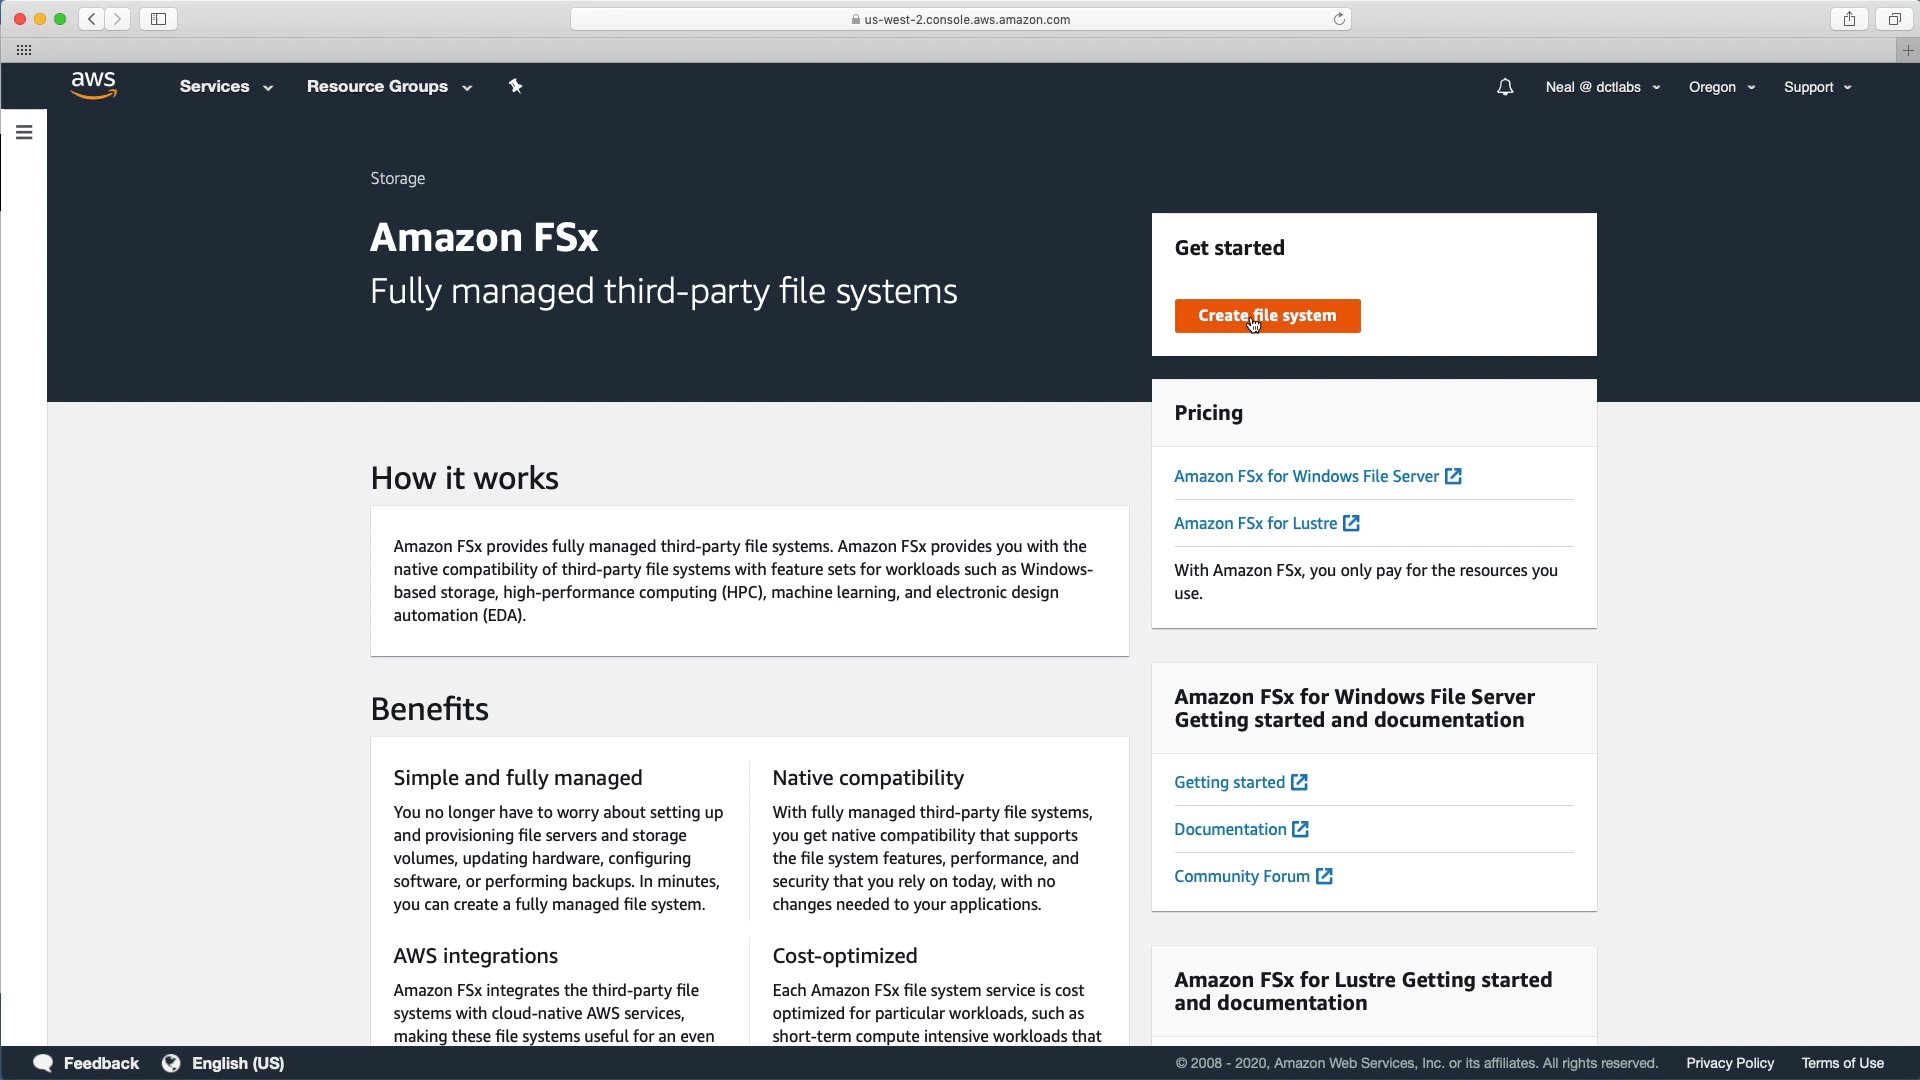 us-west-2.console.aws.amazon.com
aws
Services
Resource Groups
Neal @ dctlabs
Oregon
Support
Storage
Amazon FSx
Fully managed third-party file systems
Get started
Create file system
Pricing
Amazon FSx for Windows File Server
Amazon FSx for Lustre
With Amazon FSx, you only pay for the resources you
use.
How it works
Amazon FSx provides fully managed third-party file systems. Amazon FSx provides you with the
native compatibility of third-party file systems with feature sets for workloads such as Windows-
based storage, high-performance computing (HPC), machine learning, and electronic design
automation (EDA).
Benefits
Simple and fully managed
You no longer have to worry about setting up
and provisioning file servers and storage
volumes, updating hardware, configuring
software, or performing backups. In minutes,
you can create a fully managed file system.
Native compatibility
With fully managed third-party file systems,
you get native compatibility that supports
the file system features, performance, and
security that you rely on today, with no
changes needed to your applications.
AWS integrations
Amazon FSx integrates the third-party file
systems with cloud-native AWS services,
making these file systems useful for an even
Cost-optimized
Each Amazon FSx file system service is cost
optimized for particular workloads, such as
short-term compute intensive workloads that
Amazon FSx for Windows File Server
Getting started and documentation
Getting started
Documentation
Community Forum
Amazon FSx for Lustre Getting started
and documentation
Feedback
English (US)
© 2008 - 2020, Amazon Web Services, Inc. or its affiliates. All rights reserved.
Privacy Policy
Terms of Use